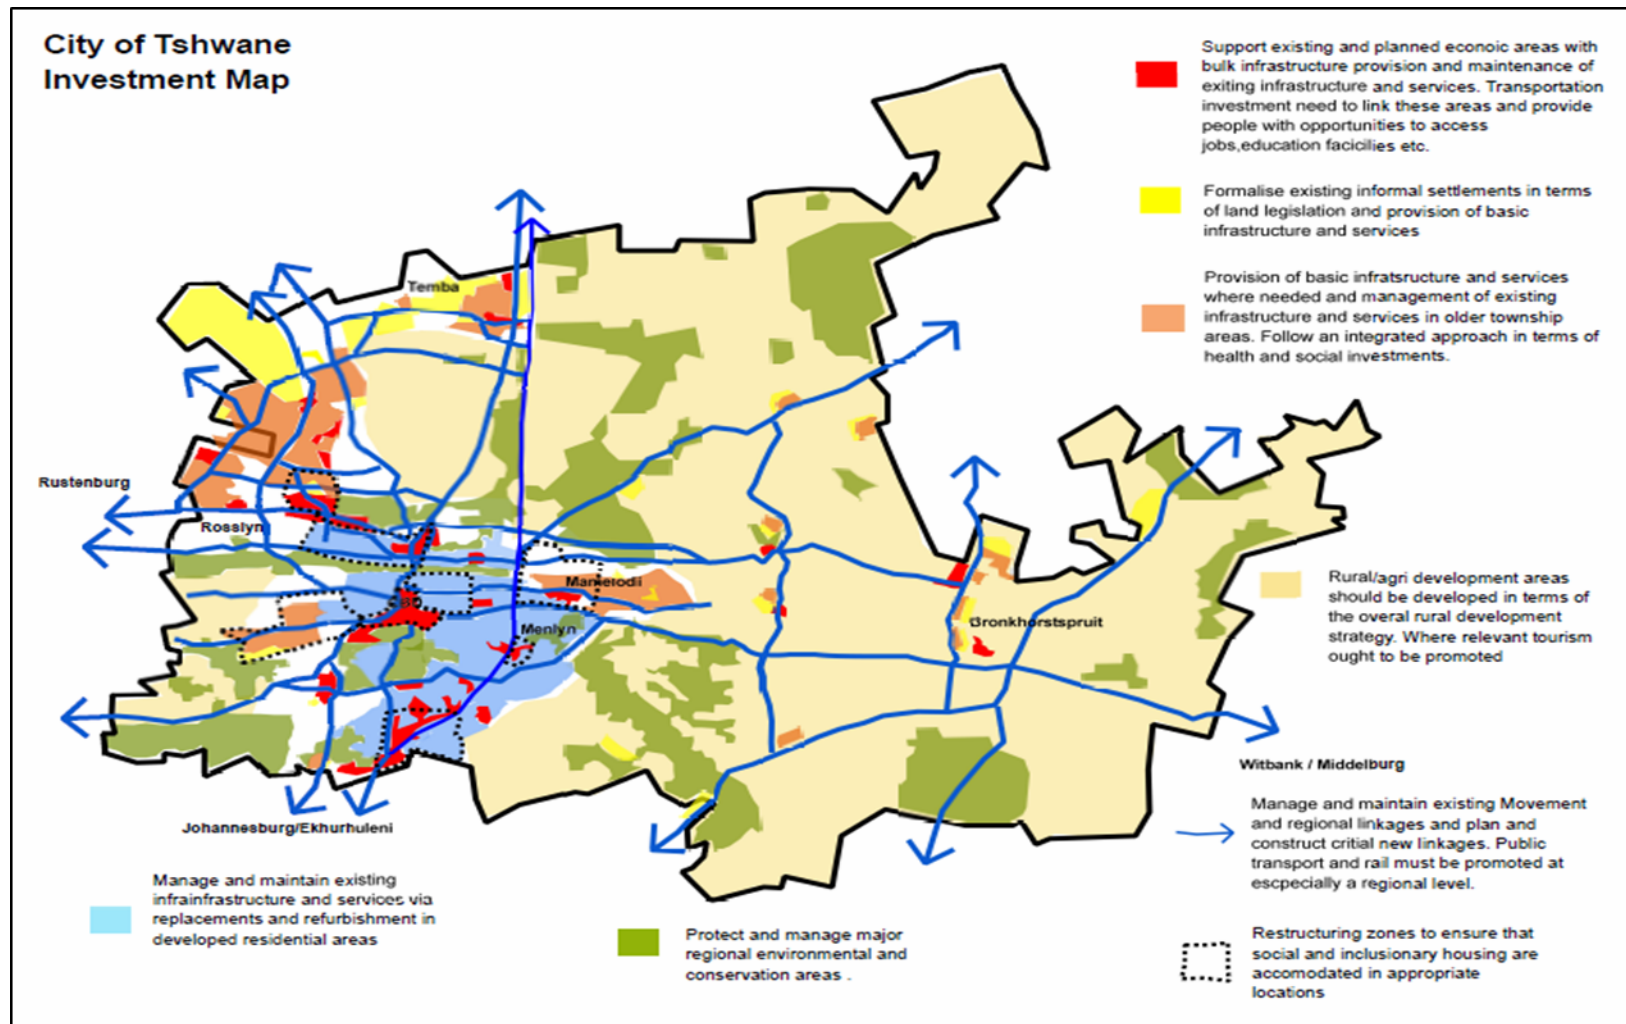 City of Tshwane
Investment Map
Support existing and planned econoic areas with
bulk infrastructure provision and maintenance of
exiting infrastructure and services. Transportation
investment need to link these areas and provide
people with opportunities to access
jobs,education facicilies etc.
Formalise existing informal settlements in terms
of land legislation and provision of basic
infrastructure and services
Provision of basic infratsructure and services
where needed and management of existing
infrastructure and services in older township
areas. Follow an integrated approach in terms of
health and social investments.
Temba
Rustenburg
Rosslyn
Mamelodi
Menlyn
Bronkhorstspruit
Rural/agri development areas
should be developed in terms of
the overal rural development
strategy. Where relevant tourism
ought to be promoted
Witbank / Middelburg
Johannesburg/Ekhurhuleni
Manage and maintain existing Movement
and regional linkages and plan and
construct critial new linkages. Public
transport and rail must be promoted at
escpecially a regional level.
Manage and maintain existing
infrainfrastructure and services via
replacements and refurbishment in
developed residential areas
Protect and manage major
regional environmental and
conservation areas .
Restructuring zones to ensure that
social and inclusionary housing are
accomodated in appropriate
locations